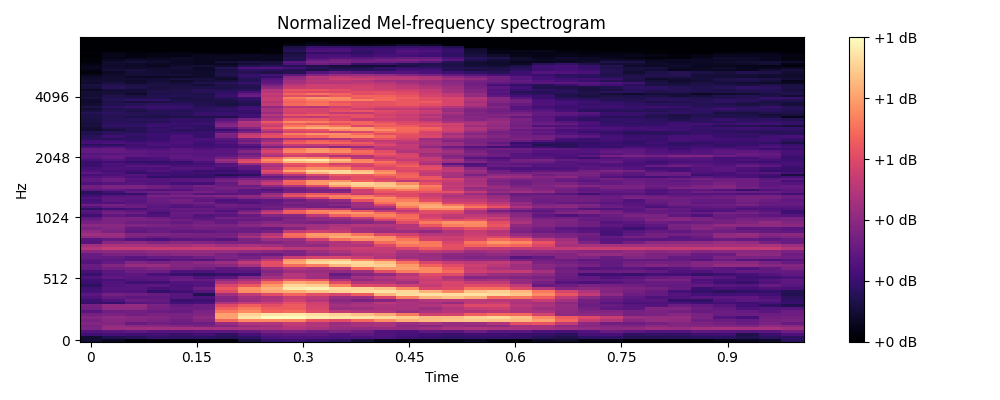 Normalized Mel-frequency spectrogram
Hz
4096
2048
1024
512
0
0 0.15 0.3 0.45 0.6 0.75 0.9
Time
+1 dB
+1 dB
+1 dB
+0 dB
+0 dB
+0 dB